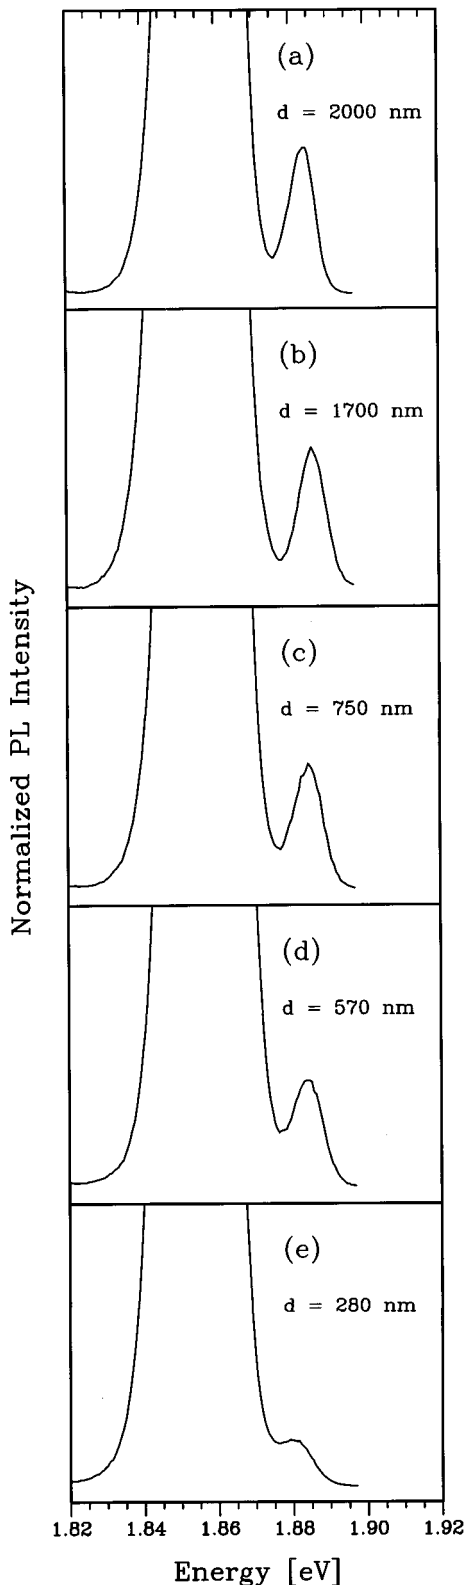 (a)
d = 2000 nm
(b)
d = 1700 nm
(c)
d = 750 nm
(d)
d = 570 nm
(e)
d = 280 nm
Normalized PL Intensity
1.82 1.84 1.86 1.88 1.90 1.92
Energy [eV]